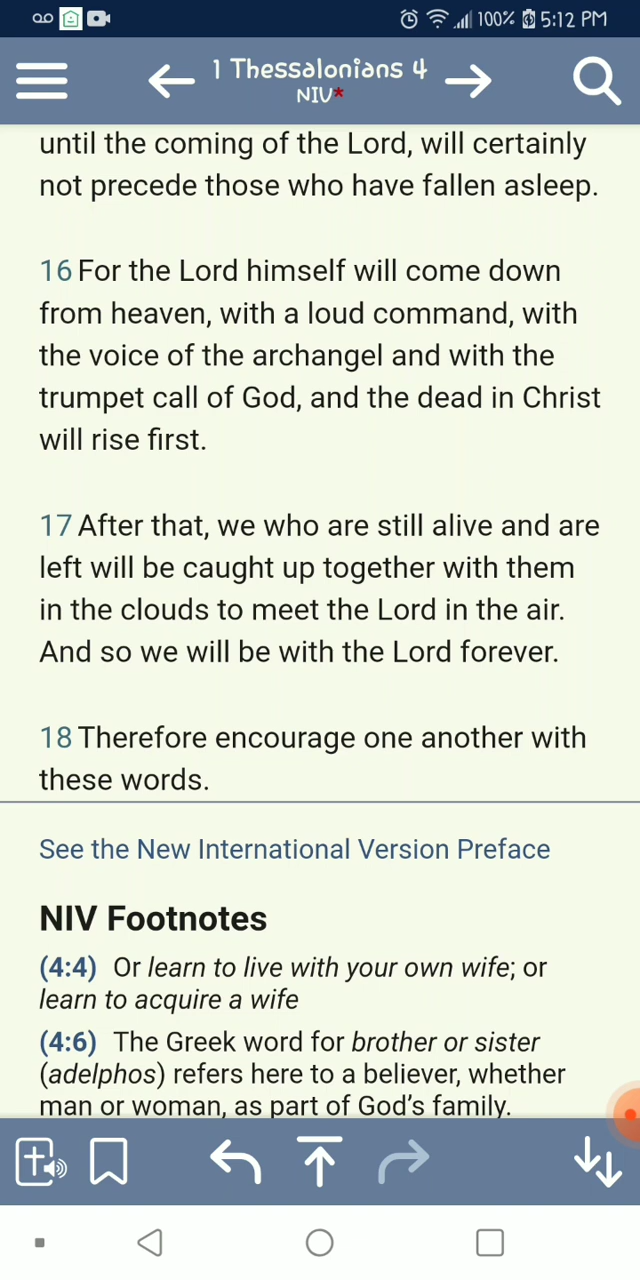 100% 5:12 PM
1 Thessalonians 4
NIV*
until the coming of the Lord, will certainly
not precede those who have fallen asleep.
16 For the Lord himself will come down
from heaven, with a loud command, with
the voice of the archangel and with the
trumpet call of God, and the dead in Christ
will rise first.
17 After that, we who are still alive and are
left will be caught up together with them
in the clouds to meet the Lord in the air.
And so we will be with the Lord forever.
18 Therefore encourage one another with
these words.
See the New International Version Preface
NIV Footnotes
(4:4) Or learn to live with your own wife; or
learn to acquire a wife
(4:6) The Greek word for brother or sister
(adelphos) refers here to a believer, whether
man or woman, as part of God’s family.